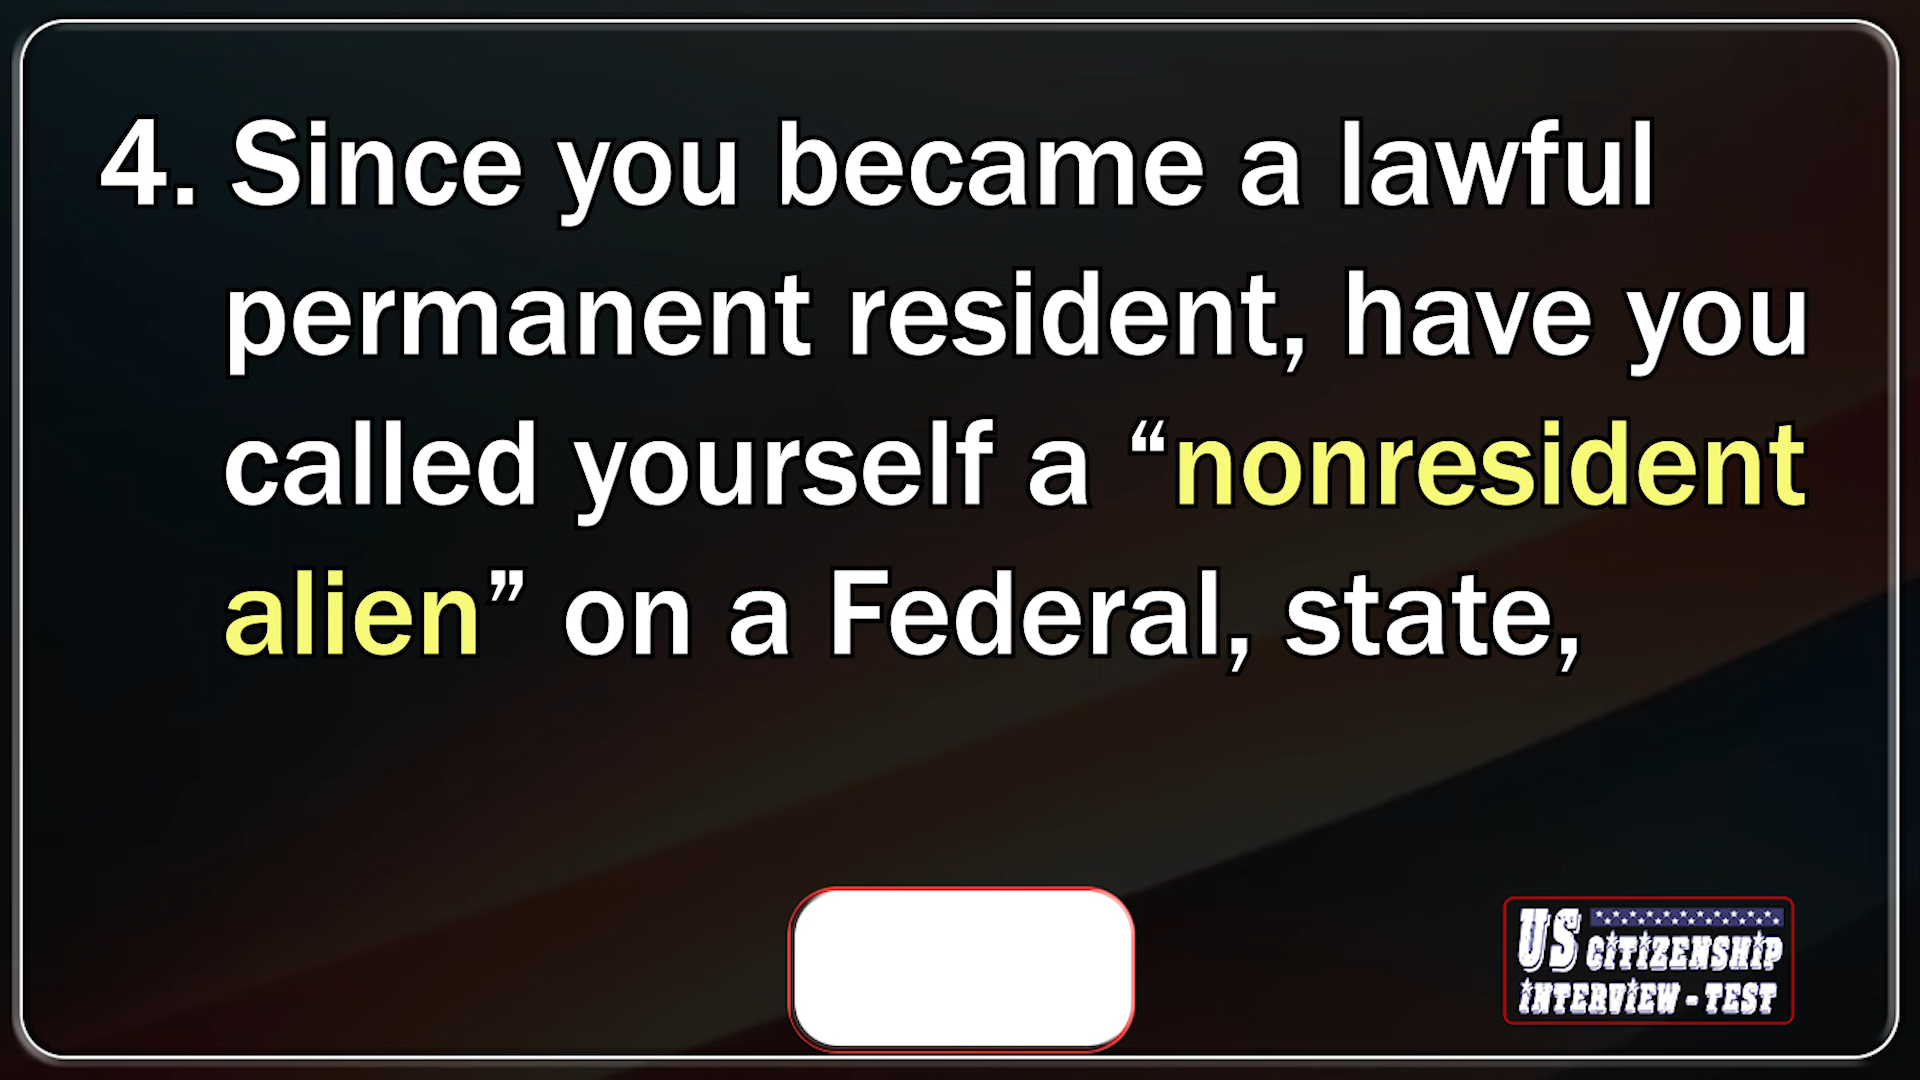 4. Since you became a lawful
permanent resident, have you
called yourself a “nonresident
alien” on a Federal, state,
US CITIZENSHIP
INTERVIEW - TEST